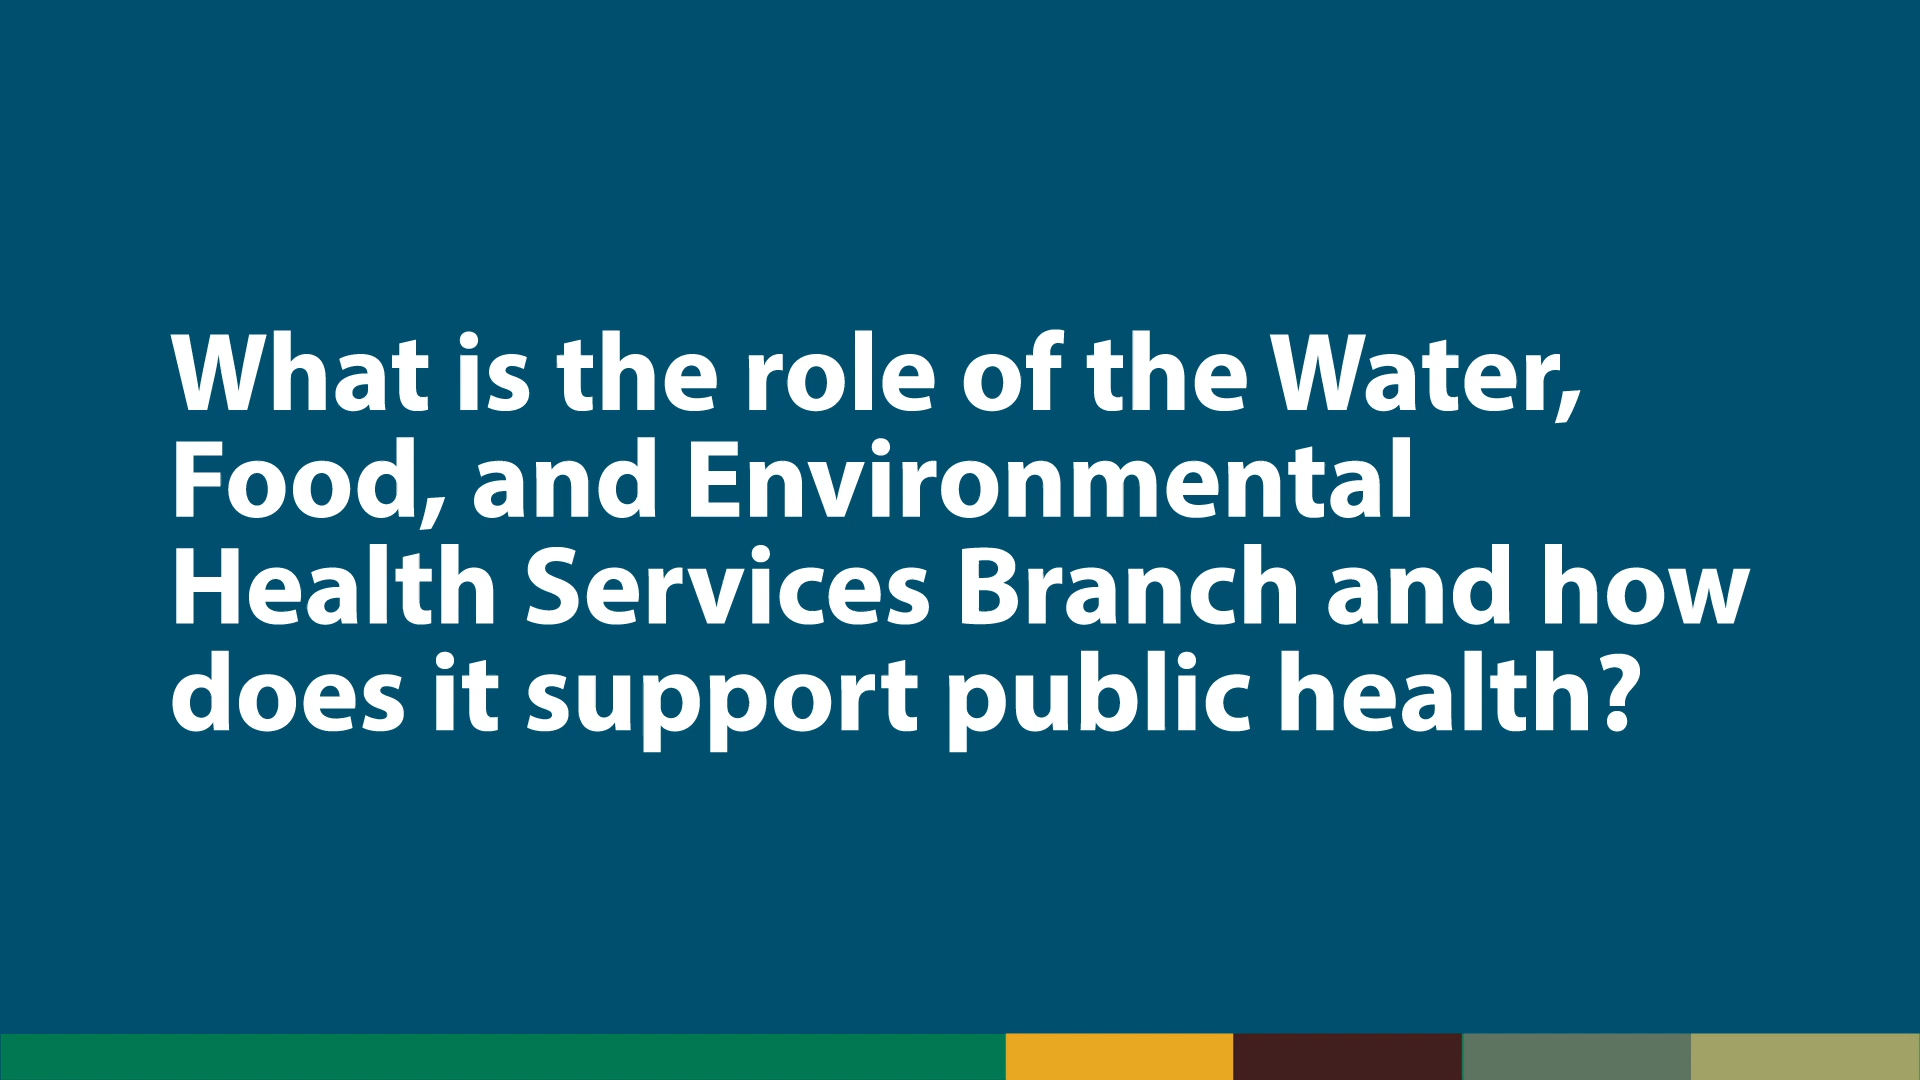 What is the role of the Water,
Food, and Environmental
Health Services Branch and how
does it support public health?